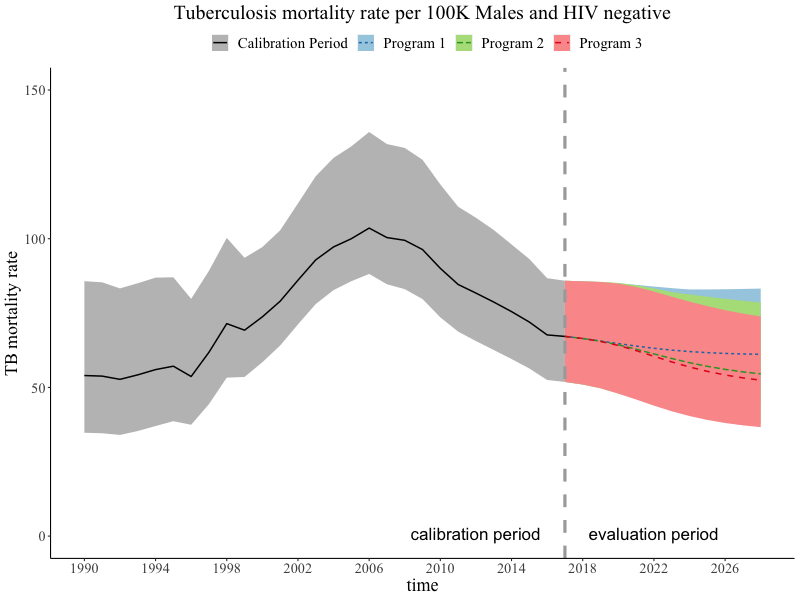 Tuberculosis mortality rate per 100K Males and HIV negative
Calibration Period Program 1 Program 2 Program 3
150
100
50
0
TB mortality rate
calibration period evaluation period
1990 1994 1998 2002 2006 2010 2014 2018 2022 2026
time